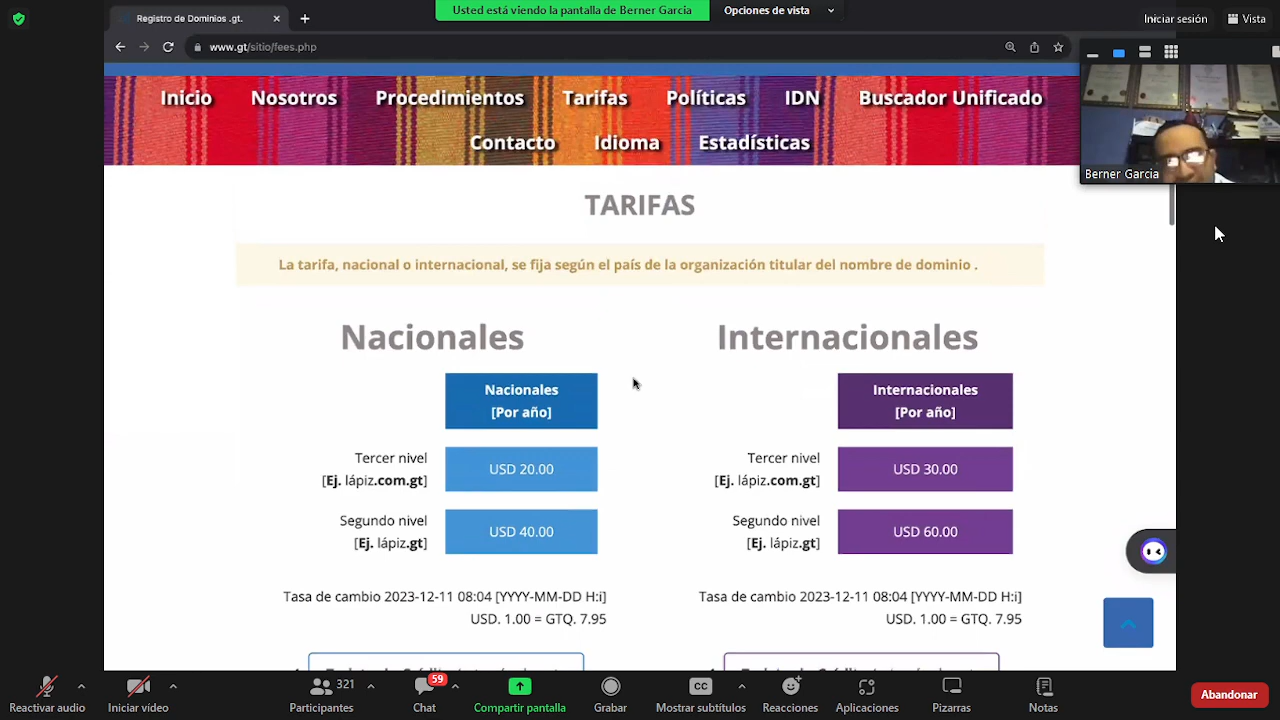 Usted está viendo la pantalla de Berner Garcia
Opciones de vista
Iniciar sesión
Vista
Registro de Dominios .gt.
www.gt/sitio/fees.php
Inicio
Nosotros
Procedimientos
Tarifas
Políticas
IDN
Buscador Unificado
Contacto
Idioma
Estadísticas
Berner Garcia
TARIFAS
La tarifa, nacional o internacional, se fija según el país de la organización titular del nombre de dominio .
Nacionales
Nacionales
[Por año]
Tercer nivel
[Ej. lápiz.com.gt]
USD 20.00
Segundo nivel
[Ej. lápiz.gt]
USD 40.00
Tasa de cambio 2023-12-11 08:04 [YYYY-MM-DD H:i]
USD. 1.00 = GTQ. 7.95
Internacionales
Internacionales
[Por año]
Tercer nivel
[Ej. lápiz.com.gt]
USD 30.00
Segundo nivel
[Ej. lápiz.gt]
USD 60.00
Tasa de cambio 2023-12-11 08:04 [YYYY-MM-DD H:i]
USD. 1.00 = GTQ. 7.95
Reactivar audio
Iniciar vídeo
321
Participantes
59
Chat
Compartir pantalla
Grabar
CC
Mostrar subtítulos
Reacciones
Aplicaciones
Pizarras
Notas
Abandonar